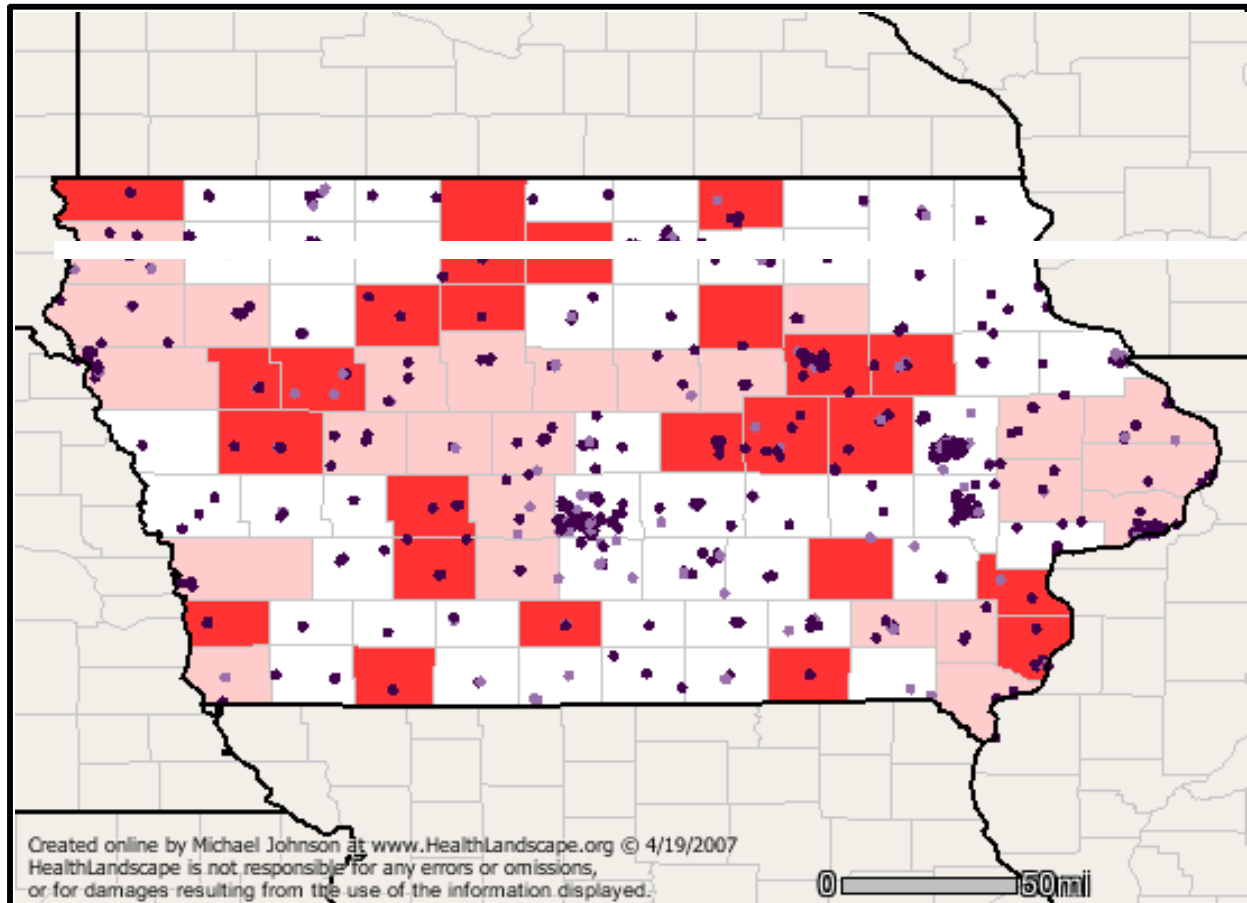 Created online by Michael Johnson at www.HealthLandscape.org © 4/19/2007
HealthLandscape is not responsible for any errors or omissions,
or for damages resulting from the use of the information displayed.
0 50mi